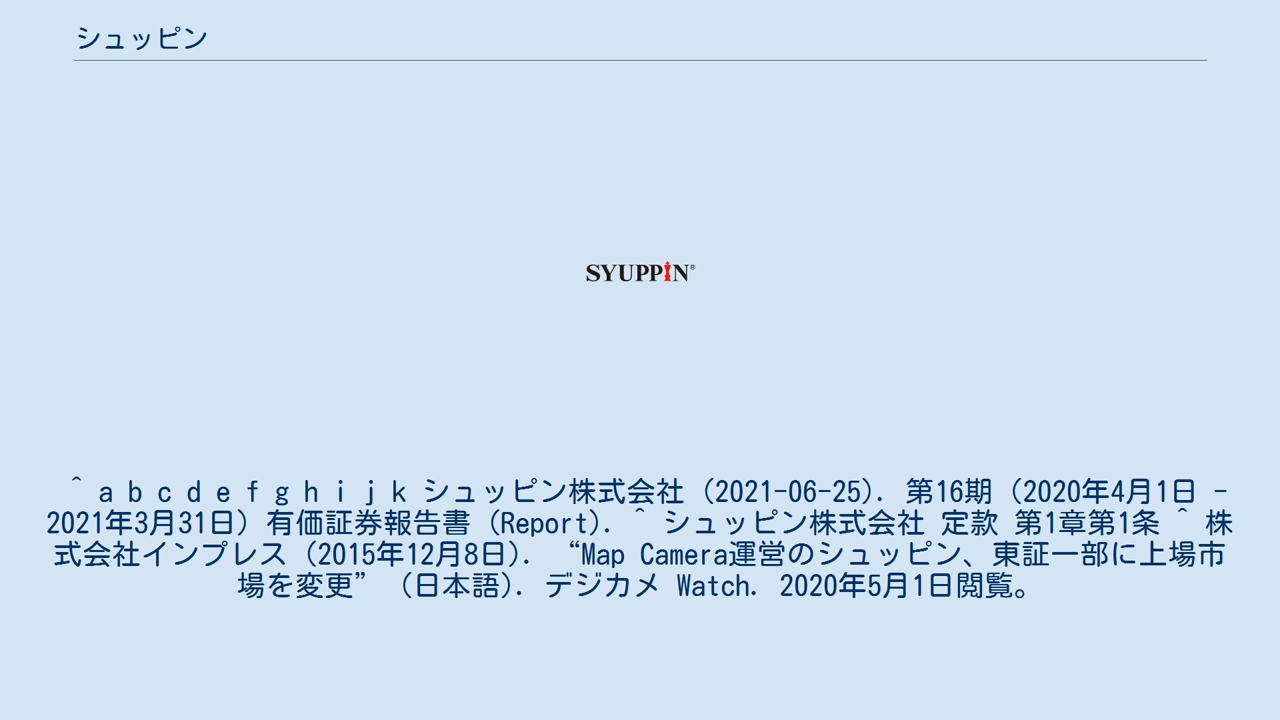 シュッピン
SYUPPIN®
^ a b c d e f g h i j k シュッピン株式会社 (2021-06-25). 第16期 (2020年4月1日 -
2021年3月31日) 有価証券報告書 (Report). ^ シュッピン株式会社 定款 第1章第1条 ^ 株
式会社インプレス (2015年12月8日). “Map Camera運営のシュッピン、東証一部に上場市
場を変更” (日本語). デジカメ Watch. 2020年5月1日閲覧。